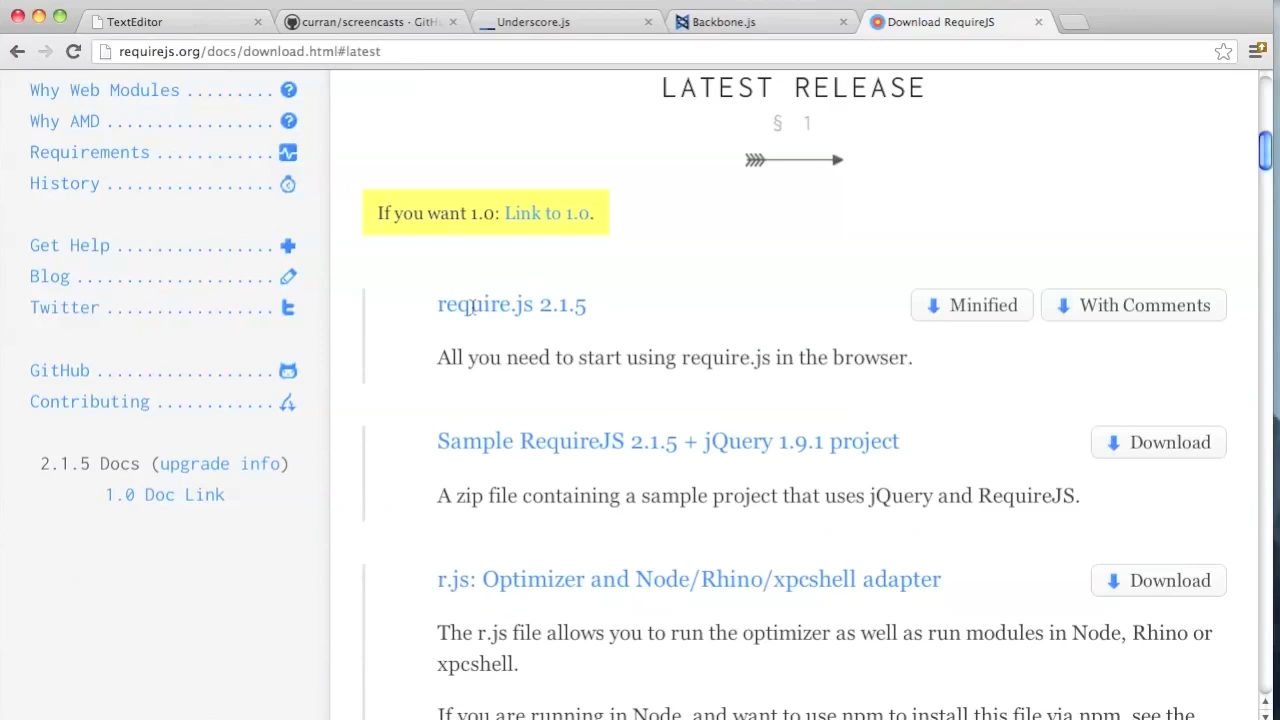 TextEditor
curran/screencasts · GitHu
Underscore.js
Backbone.js
Download RequireJS
requirejs.org/docs/download.html#latest
Why Web Modules ......... ?
Why AMD ................. ?
Requirements ............
History .................
Get Help ................
Blog ....................
Twitter .................
GitHub ..................
Contributing ............
2.1.5 Docs (upgrade info)
1.0 Doc Link
LATEST RELEASE
§ 1
If you want 1.0: Link to 1.0.
require.js 2.1.5
Minified
With Comments
All you need to start using require.js in the browser.
Sample RequireJS 2.1.5 + jQuery 1.9.1 project
Download
A zip file containing a sample project that uses jQuery and RequireJS.
r.js: Optimizer and Node/Rhino/xpcshell adapter
Download
The r.js file allows you to run the optimizer as well as run modules in Node, Rhino or
xpcshell.
If you are running in Node, and want to use npm to install this file via npm, see the